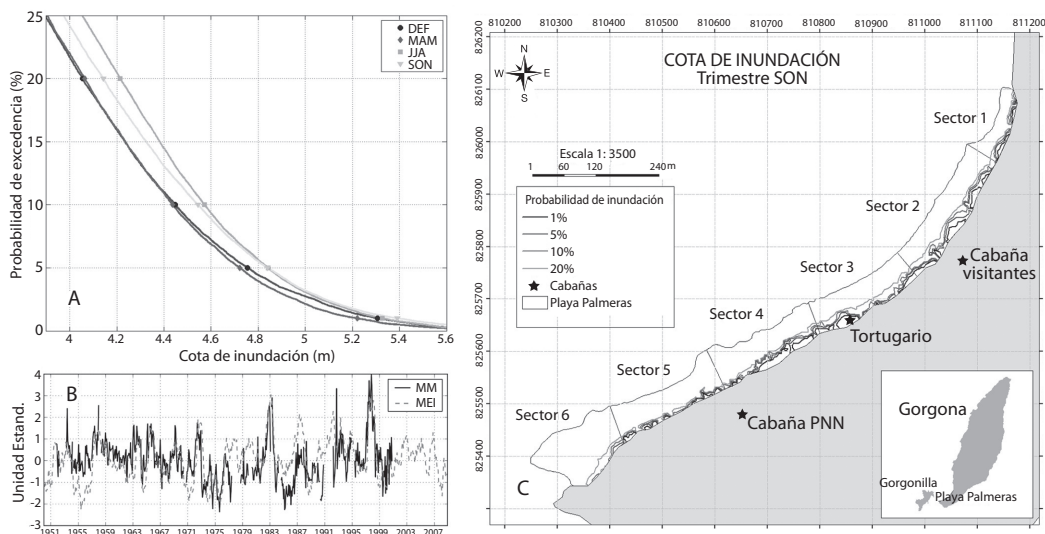 25
20
15
10
5
0
Probabilidad de excedencia (%)
A
DEF
MAM
JJA
SON
4 4.2 4.4 4.6 4.8 5 5.2 5.4 5.6
Cota de inundación (m)
4
3
2
1
0
-1
-2
-3
Unidad Estand.
B
MM
MEI
1951 1955 1959 1963 1967 1971 1975 1979 1983 1987 1991 1995 1999 2003 2007
810200 810300 810400 810500 810600 810700 810800 810900 811000 811100 811200
826200
826100
826000
825900
825800
825700
825600
825500
825400
N
W E
S
COTA DE INUNDACIÓN
Trimestre SON
Escala 1: 3500
1 60 120 240 m
Probabilidad de inundación
1%
5%
10%
20%
Cabañas
Playa Palmeras
Sector 1
Sector 2
Sector 3
Sector 4
Sector 5
Sector 6
Cabaña
visitantes
Tortugario
Cabaña PNN
C
Gorgona
Gorgonilla
Playa Palmeras